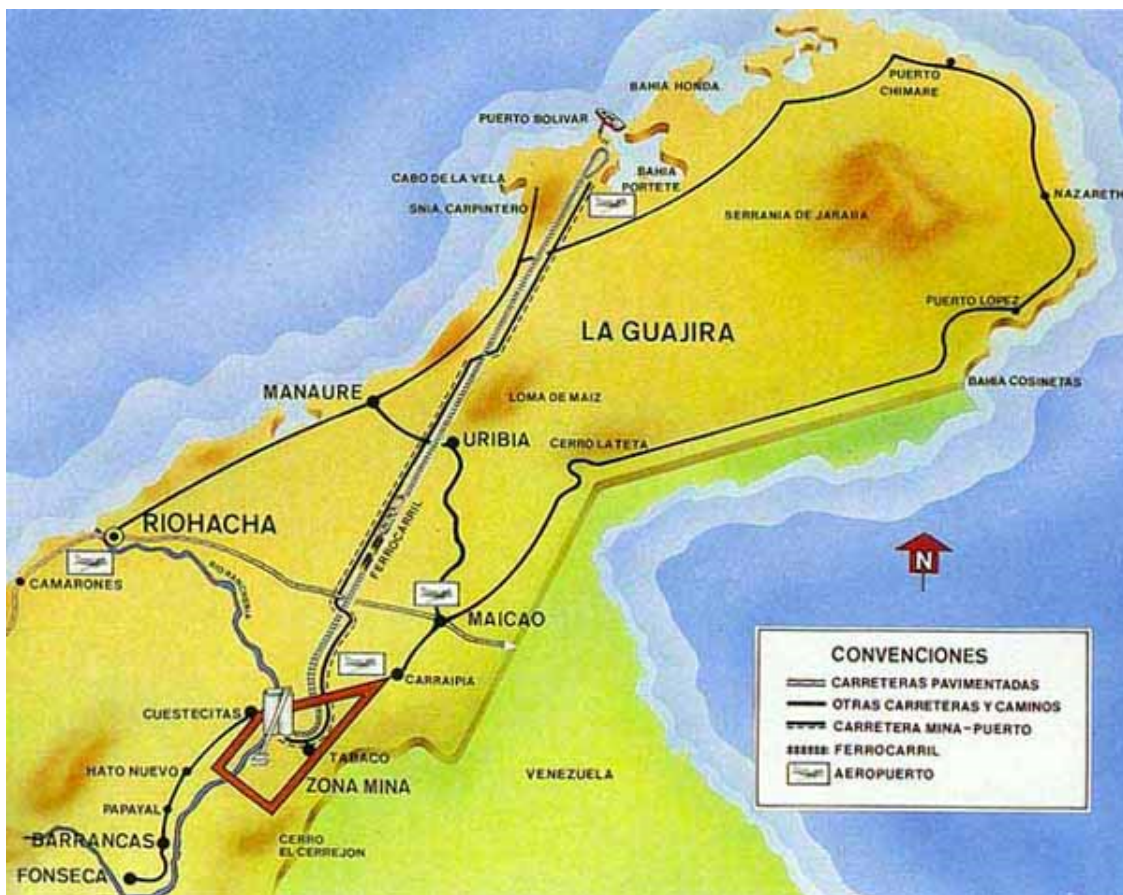 PUERTO
CHIMARE
BAHIA HONDA
PUERTO BOLIVAR
CABO DE LA VELA
BAHIA
PORTETE
SNIA. CARPINTERO
NAZARETH
SERRANIA DE JARARA
PUERTO LOPEZ
LA GUAJIRA
BAHIA COSINETAS
MANAURE
LOMA DE MAIZ
URIBIA
CERRO LA TETA
RIOHACHA
FERROCARRIL
N
CAMARONES
RIO RANCHERIA
MAICAO
CARRAIPIA
CUESTECITAS
TABACO
HATO NUEVO
ZONA MINA
VENEZUELA
PAPAYAL
BARRANCAS
CERRO
EL CERREJON
FONSECA
CONVENCIONES
CARRETERAS PAVIMENTADAS
OTRAS CARRETERAS Y CAMINOS
CARRETERA MINA-PUERTO
FERROCARRIL
AEROPUERTO